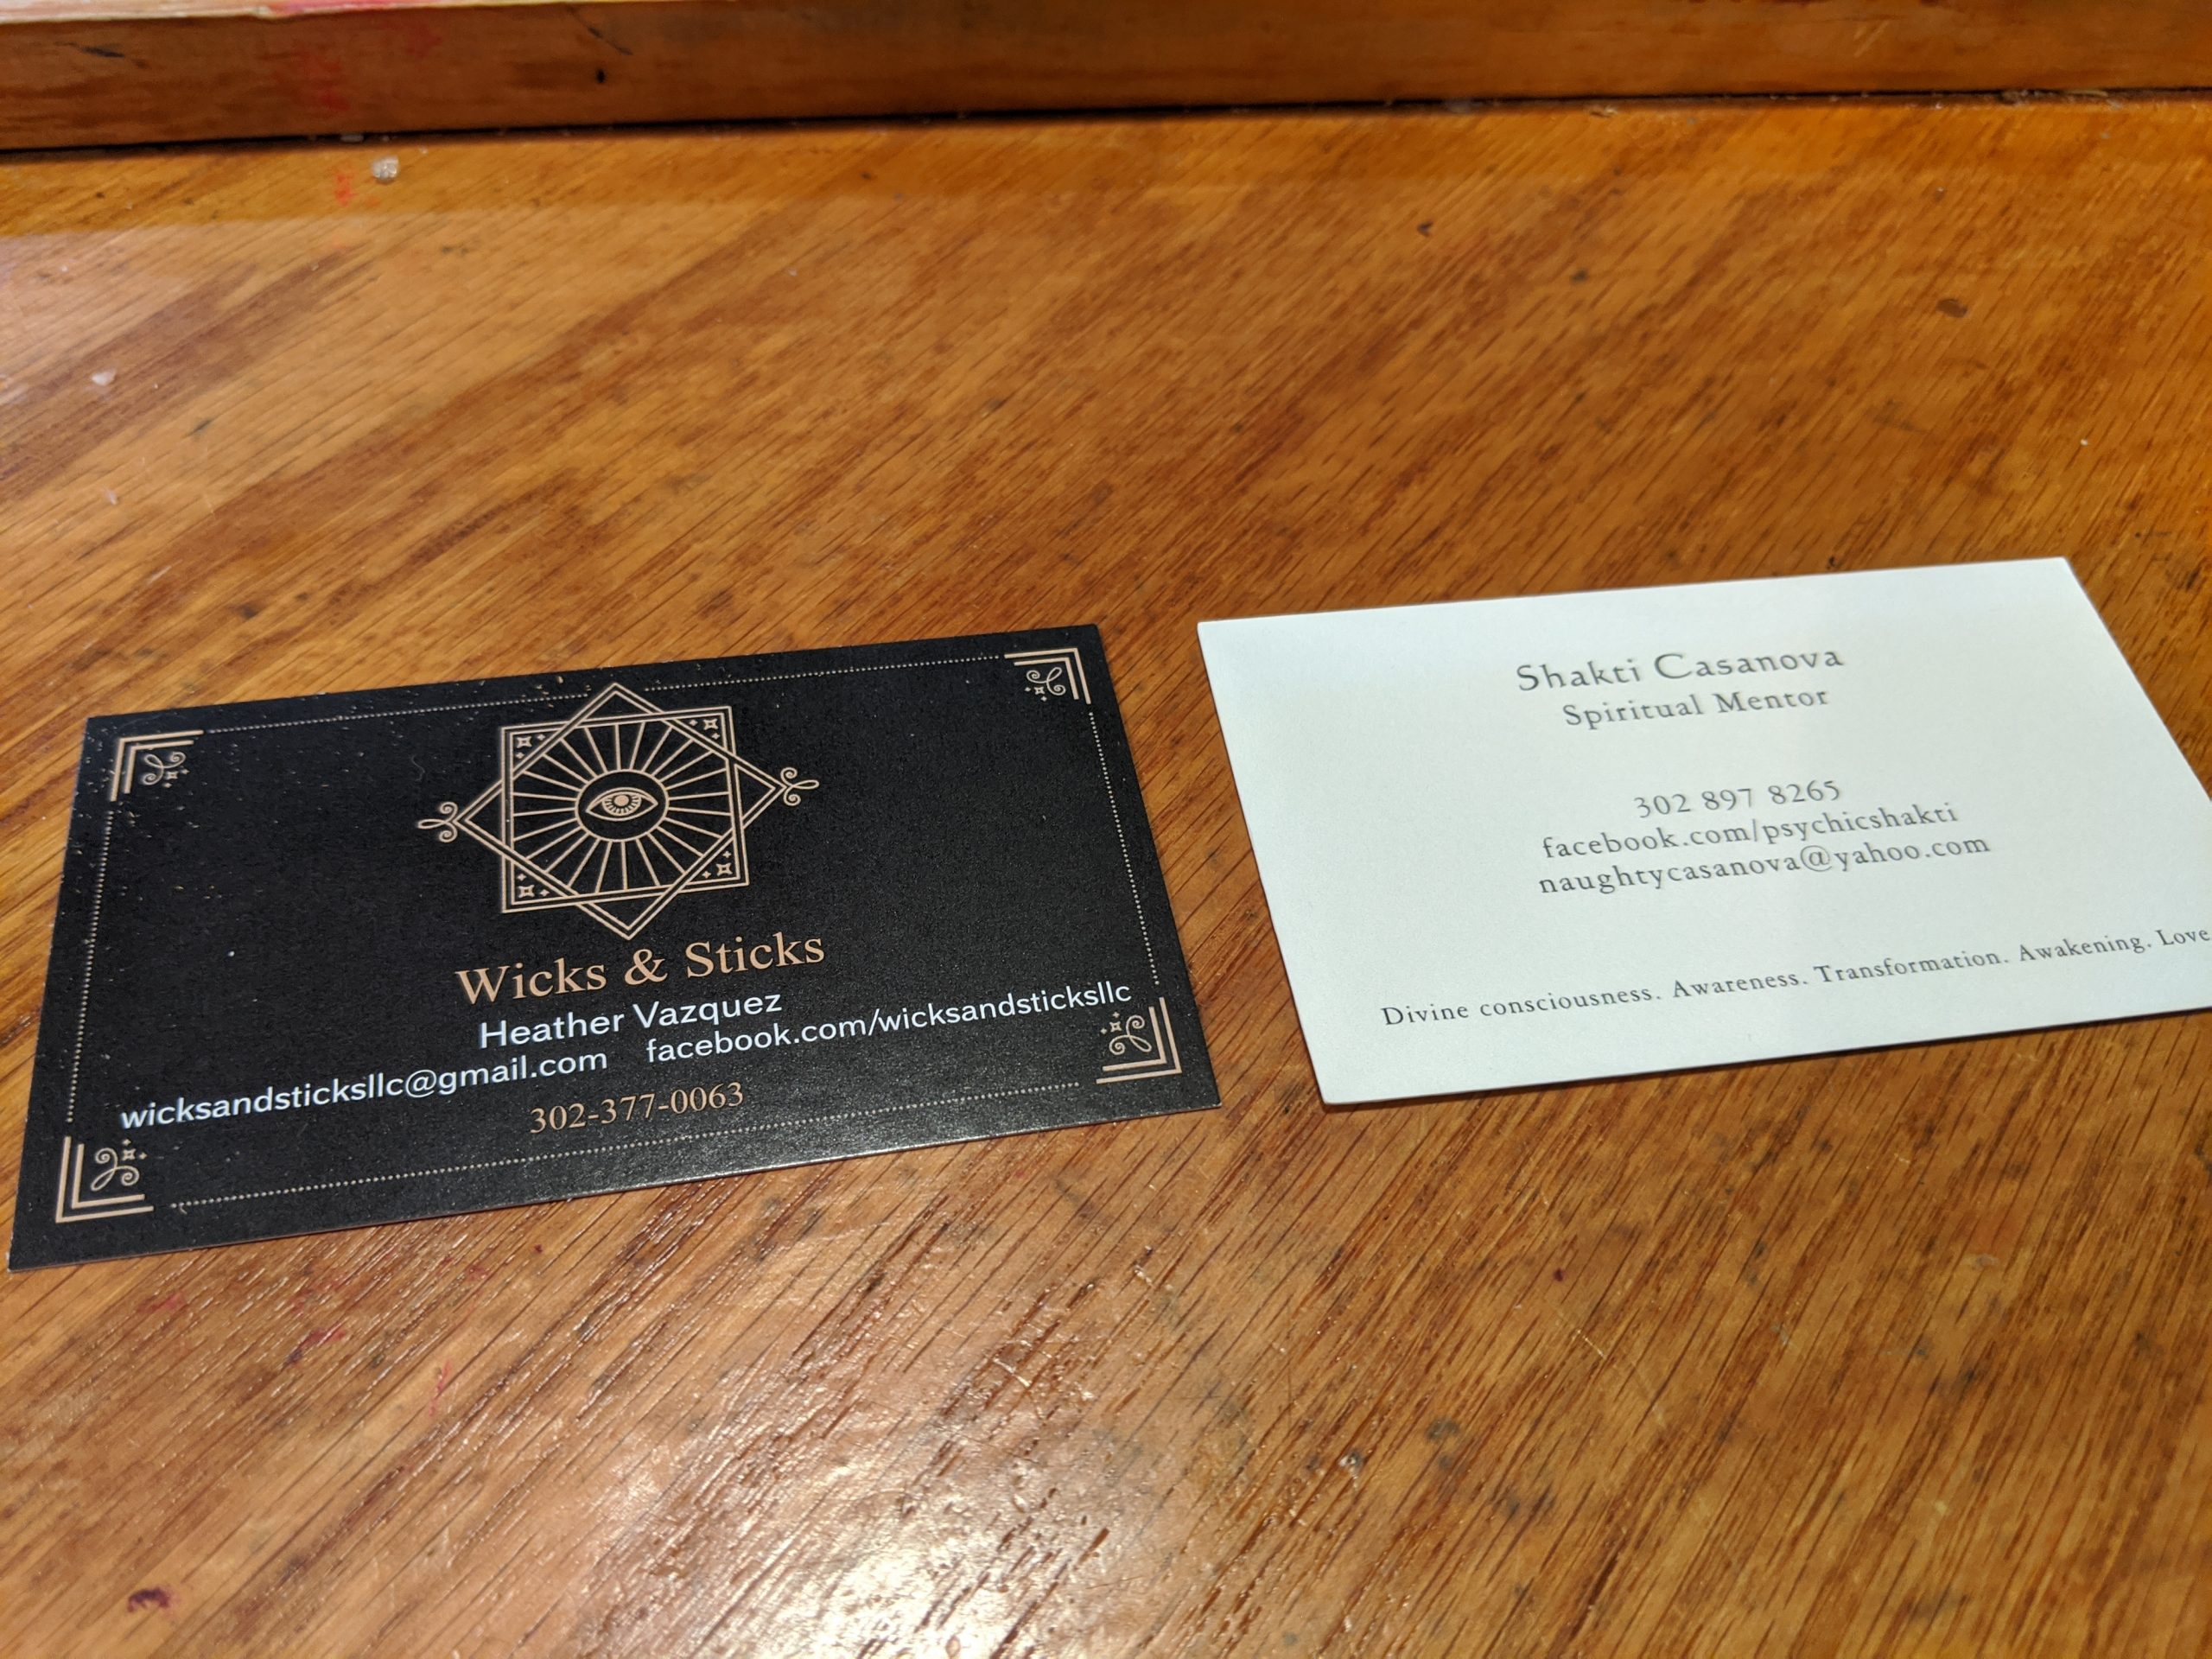 Wicks & Sticks
Heather Vazquez
wicksandsticksllc@gmail.com facebook.com/wicksandsticksllc
302-377-0063
Shakti Casanova
Spiritual Mentor
302 897 8265
facebook.com/psychicshakti
naughtycasanova@yahoo.com
Divine consciousness. Awareness. Transformation. Awakening. Love